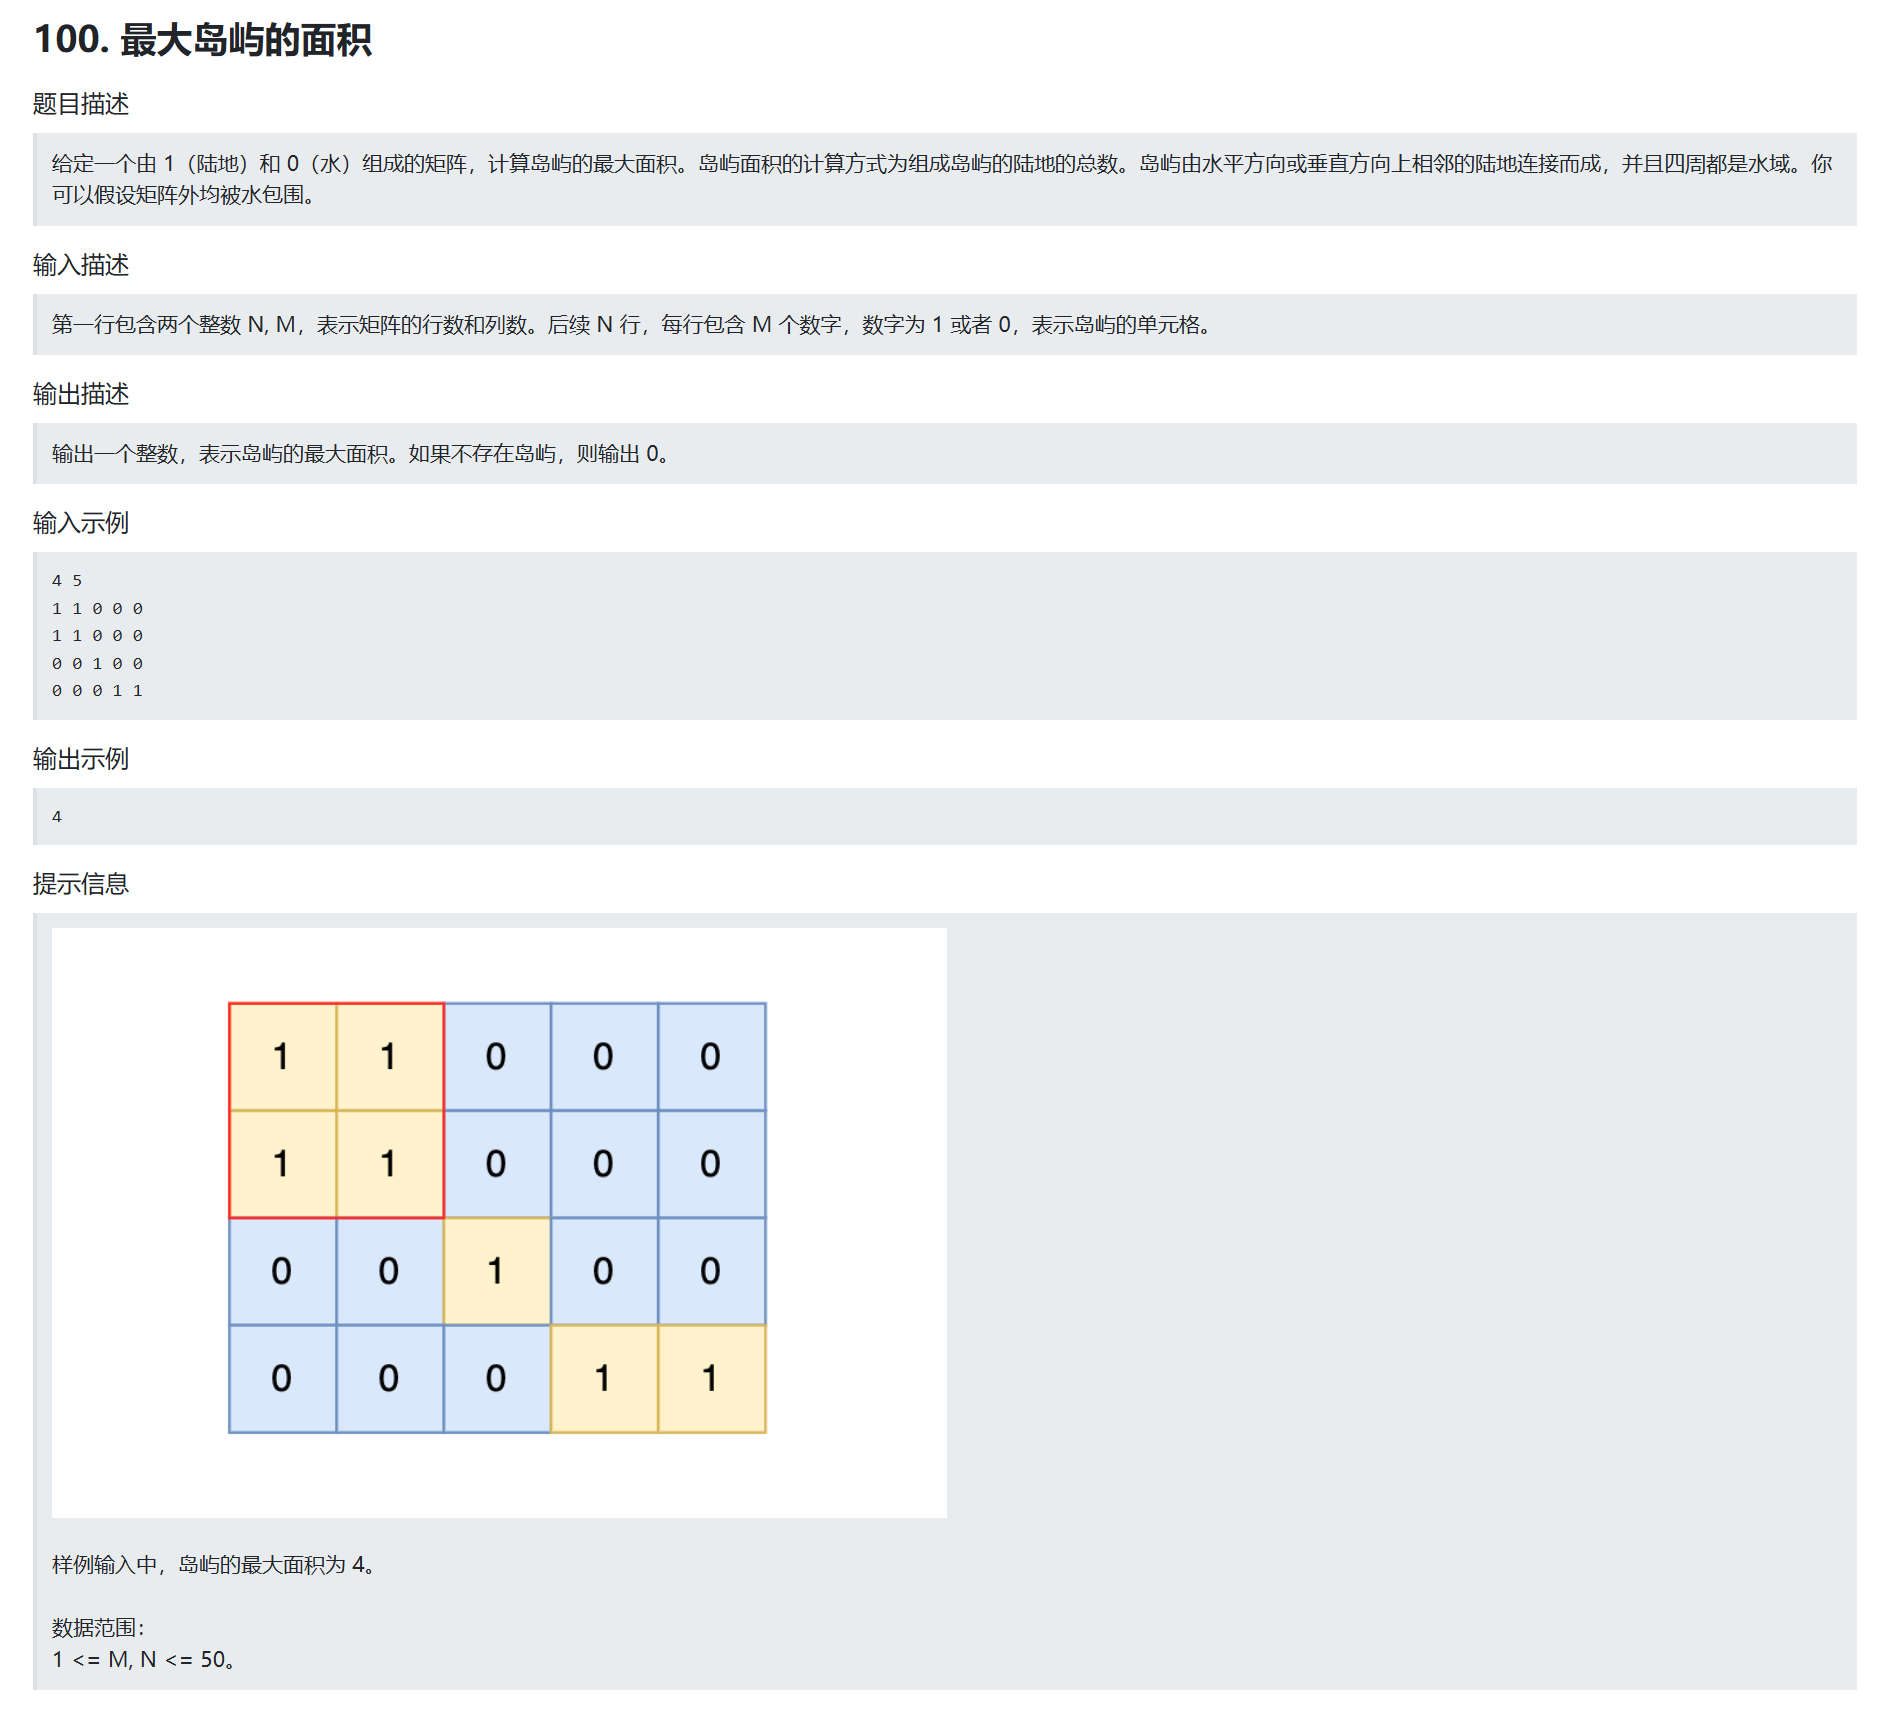 100. 最大岛屿的面积
题目描述
给定一个由 1（陆地）和 0（水）组成的矩阵，计算岛屿的最大面积。岛屿面积的计算方式为组成岛屿的陆地的总数。岛屿由水平方向或垂直方向上相邻的陆地连接而成，并且四周都是水域。你
可以假设矩阵外均被水包围。
输入描述
第一行包含两个整数 N, M，表示矩阵的行数和列数。后续 N 行，每行包含 M 个数字，数字为 1 或者 0，表示岛屿的单元格。
输出描述
输出一个整数，表示岛屿的最大面积。如果不存在岛屿，则输出 0。
输入示例
4 5
1 1 0 0 0
1 1 0 0 0
0 0 1 0 0
0 0 0 1 1
输出示例
4
提示信息
1 1 0 0 0
1 1 0 0 0
0 0 1 0 0
0 0 0 1 1
样例输入中，岛屿的最大面积为 4。
数据范围：
1 <= M, N <= 50。